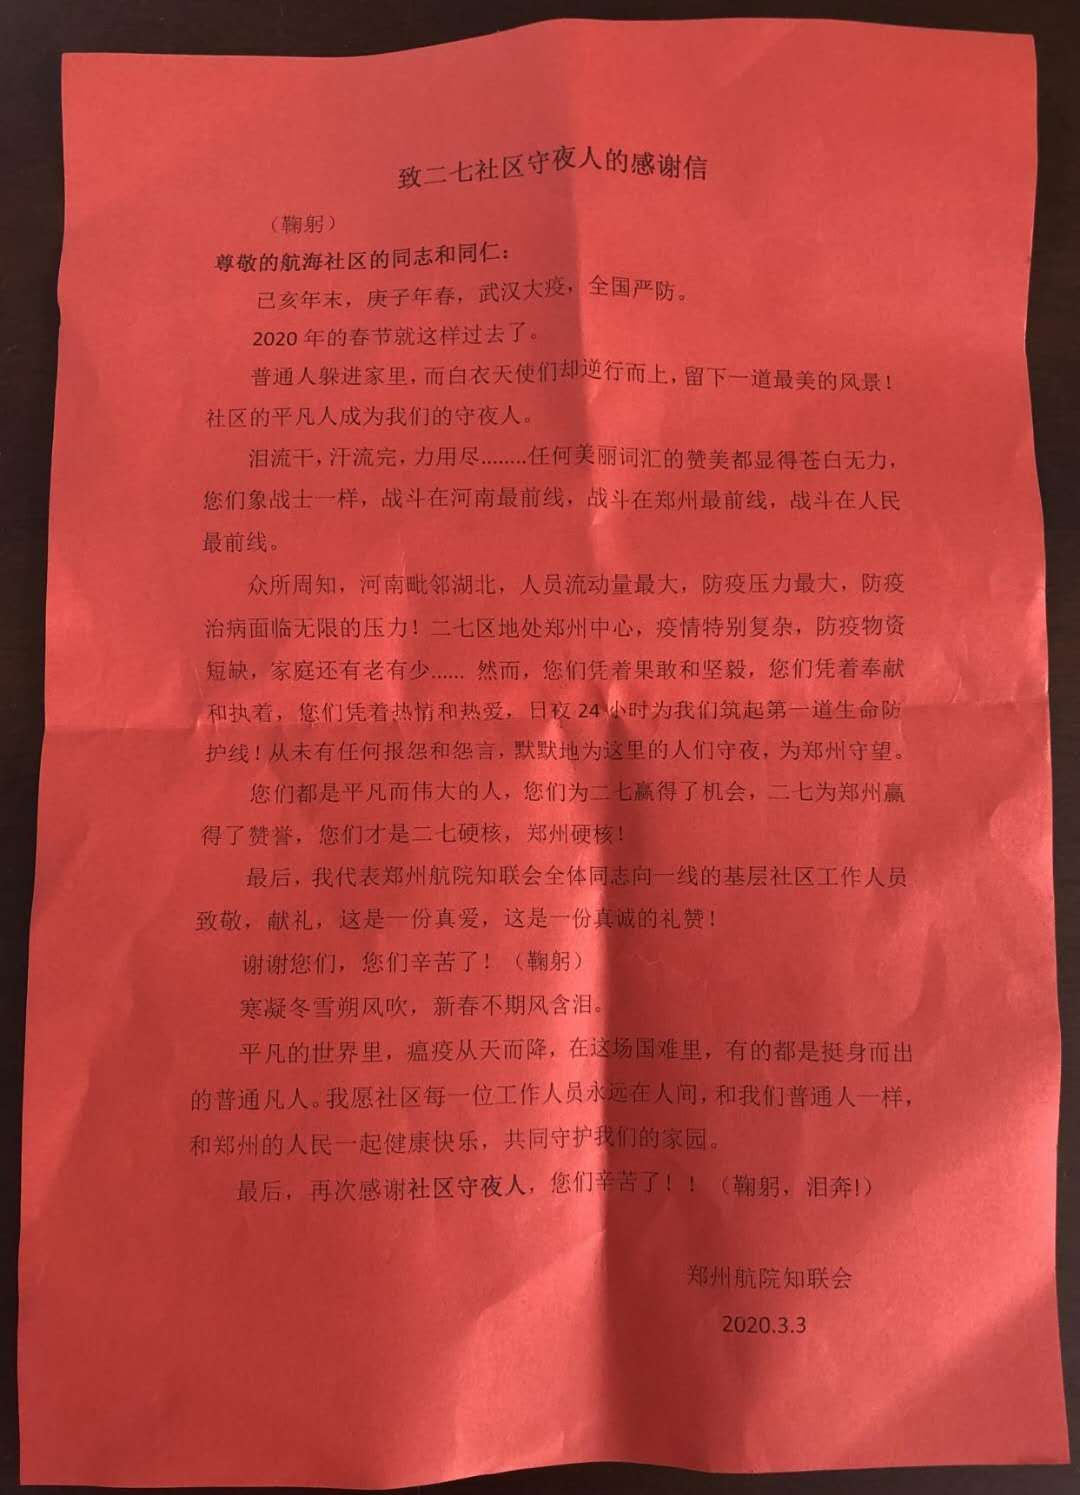 致二七社区守夜人的感谢信
（鞠躬）
尊敬的航海社区的同志和同仁：
己亥年末，庚子年春，武汉大疫，全国严防。
2020 年的春节就这样过去了。
普通人躲进家里，而白衣天使们却逆行而上，留下一道最美的风景！
社区的平凡人成为我们的守夜人。
泪流干，汗流完，力用尽........任何美丽词汇的赞美都显得苍白无力，
您们象战士一样，战斗在河南最前线，战斗在郑州最前线，战斗在人民
最前线。
众所周知，河南毗邻湖北，人员流动量最大，防疫压力最大，防疫
治病面临无限的压力！二七区地处郑州中心，疫情特别复杂，防疫物资
短缺，家庭还有老有少...... 然而，您们凭着果敢和坚毅，您们凭着奉献
和执着，您们凭着热情和热爱，日夜 24 小时为我们筑起第一道生命防
护线！从未有任何报怨和怨言，默默地为这里的人们守夜，为郑州守望。
您们都是平凡而伟大的人，您们为二七赢得了机会，二七为郑州赢
得了赞誉，您们才是二七硬核，郑州硬核！
最后，我代表郑州航院知联会全体同志向一线的基层社区工作人员
致敬，献礼，这是一份真爱，这是一份真诚的礼赞！
谢谢您们，您们辛苦了！（鞠躬）
寒凝冬雪朔风吹，新春不期风含泪。
平凡的世界里，瘟疫从天而降，在这场国难里，有的都是挺身而出
的普通凡人。我愿社区每一位工作人员永远在人间，和我们普通人一样，
和郑州的人民一起健康快乐，共同守护我们的家园。
最后，再次感谢社区守夜人，您们辛苦了！！（鞠躬，泪奔!）
郑州航院知联会
2020.3.3